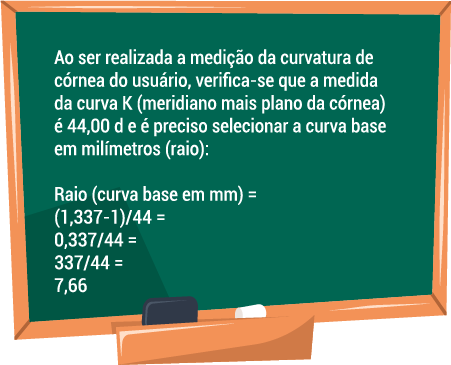 Ao ser realizada a medição da curvatura de
córnea do usuário, verifica-se que a medida
da curva K (meridiano mais plano da córnea)
é 44,00 d e é preciso selecionar a curva base
em milímetros (raio):
Raio (curva base em mm) =
(1,337-1)/44 =
0,337/44 =
337/44 =
7,66